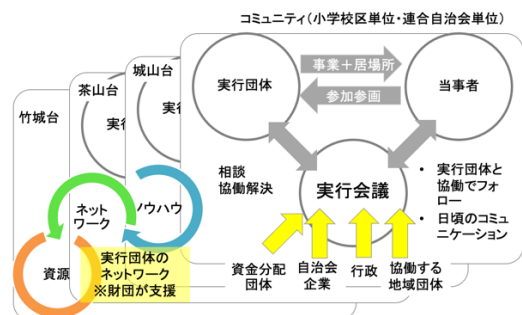 コミュニティ(小学校区単位・連合自治会単位)
城山台
茶山台
竹城台
実行団体
事業＋居場所
参加参画
当事者
実行
実行
相談
協働解決
実行会議
• 実行団体と
協働でフォ
ロー
• 日頃のコミュ
ニケーション
ネット
ワーク
ノウハウ
資源
実行団体の
ネットワーク
※財団が支援
資金分配
団体
自治会
企業
行政
協働する
地域団体